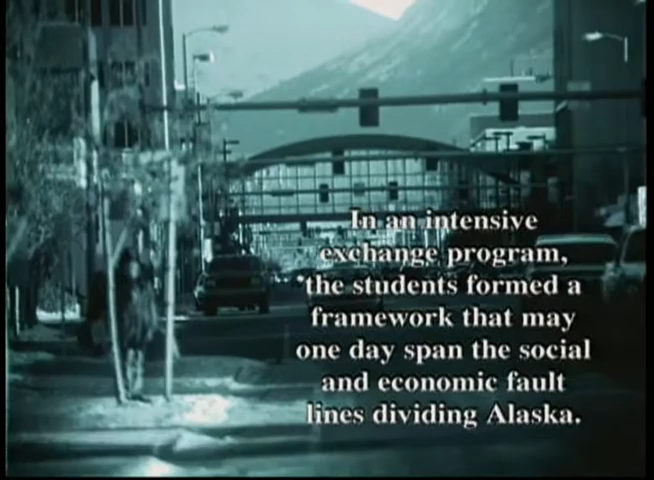 In an intensive
exchange program,
the students formed a
framework that may
one day span the social
and economic fault
lines dividing Alaska.